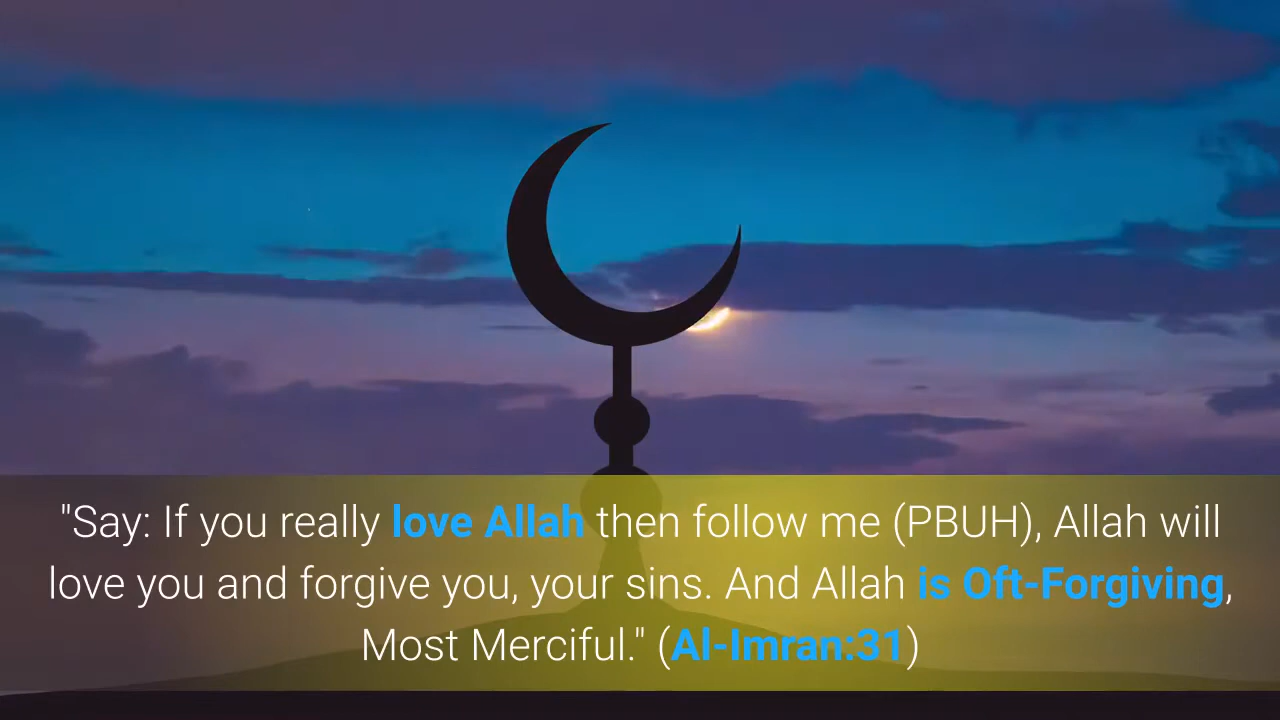 "Say: If you really love Allah then follow me (PBUH), Allah will
love you and forgive you, your sins. And Allah is Oft-Forgiving,
Most Merciful." (Al-Imran:31)